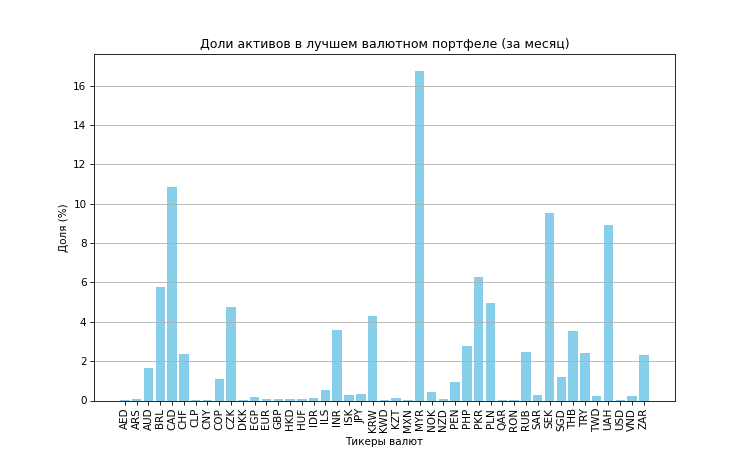 Доли активов в лучшем валютном портфеле (за месяц)
Доля (%)
16
14
12
10
8
6
4
2
0
AED
ARS
AUD
BRL
CAD
CHF
CLP
CNY
COP
CZK
DKK
EGP
EUR
GBP
HKD
HUF
IDR
ILS
INR
ISK
JPY
KRW
KWD
KZT
MXN
MYR
NOK
NZD
PEN
PHP
PKR
PLN
QAR
RON
RUB
SAR
SEK
SGD
THB
TRY
TWD
UAH
USD
VND
ZAR
Тикеры валют